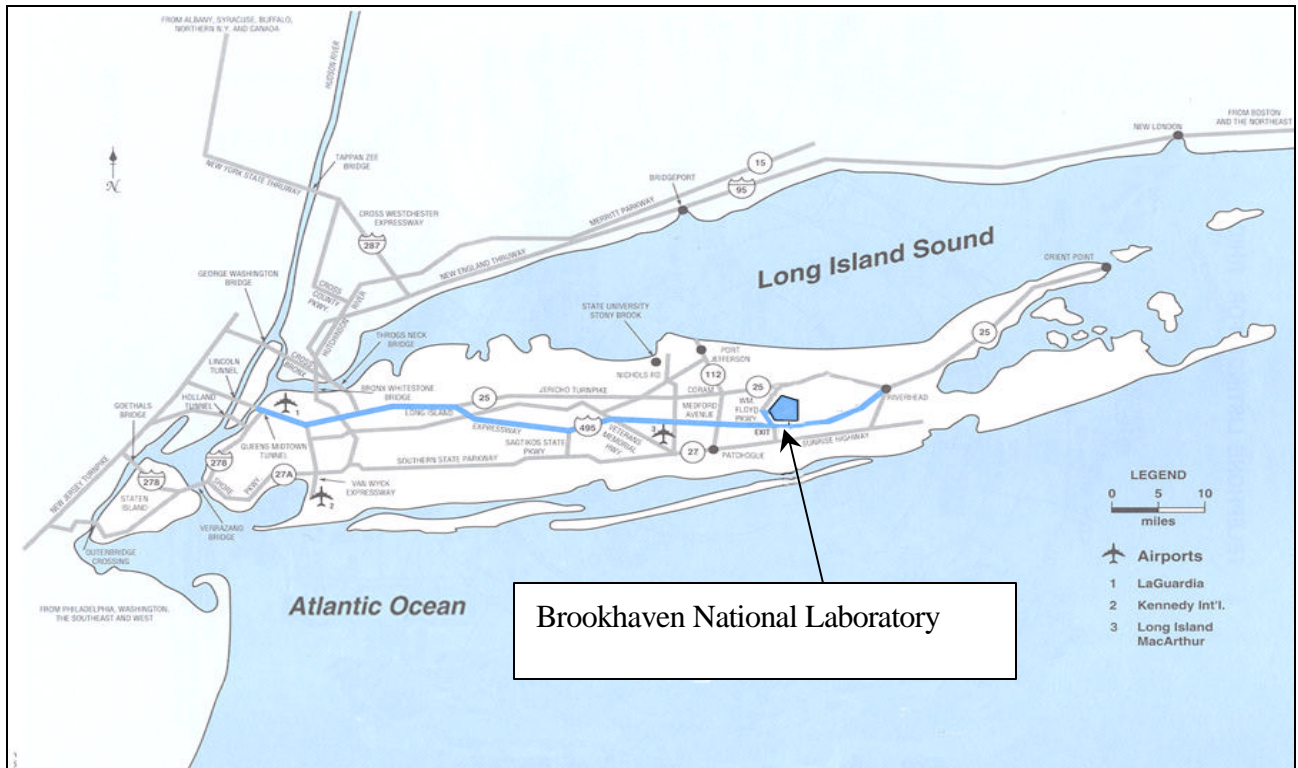 FROM ALBANY, SYRACUSE, BUFFALO,
NORTHERN N.Y. AND CANADA
HUDSON RIVER
FROM BOSTON
AND THE NORTHEAST
NEW LONDON
N
TAPPAN ZEE
BRIDGE
NEW YORK STATE THRUWAY
15
BRIDGEPORT
95
MERRITT PARKWAY
CROSS WESTCHESTER
EXPRESSWAY
287
NEW ENGLAND THRUWAY
Long Island Sound
ORIENT POINT
GEORGE WASHINGTON
BRIDGE
CROSS
COUNTY
PKWY.
HUTCHINSON
RIVER
STATE UNIVERSITY
STONY BROOK
THROGS NECK
BRIDGE
25
CROSS
BRONX
PORT
JEFFERSON
LINCOLN
TUNNEL
NICHOLS RD
112
BRONX WHITESTONE
BRIDGE
JERICHO TURNPIKE
CORAM
25
RIVERHEAD
HOLLAND
TUNNEL
1
25
MEDFORD
AVENUE
WM.
FLOYD
PKWY
GOETHALS
BRIDGE
LONG ISLAND
EXPRESSWAY
495
3
EXIT
SUNRISE HIGHWAY
QUEENS MIDTOWN
TUNNEL
SAGTIKOS STATE
PKWY
VETERANS
MEMORIAL
HWY
27
PATCHOGUE
278
SOUTHERN STATE PARKWAY
NEW JERSEY TURNPIKE
278
SHORE
PKWY
27A
VAN WYCK
EXPRESSWAY
2
STATEN
ISLAND
VERRAZANO
BRIDGE
OUTERBRIDGE
CROSSING
LEGEND
0 5 10
miles
Airports
1 LaGuardia
2 Kennedy Int'l.
3 Long Island
MacArthur
FROM PHILADELPHIA, WASHINGTON,
THE SOUTHEAST AND WEST
Atlantic Ocean
Brookhaven National Laboratory